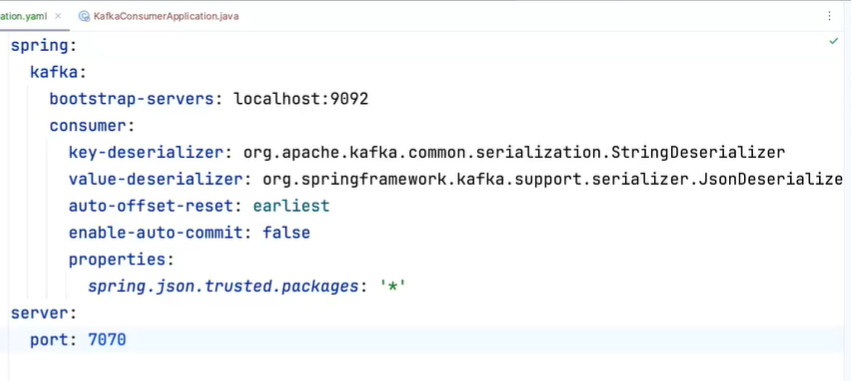 ation.yaml × KafkaConsumerApplication.java
spring:
  kafka:
    bootstrap-servers: localhost:9092
    consumer:
      key-deserializer: org.apache.kafka.common.serialization.StringDeserializer
      value-deserializer: org.springframework.kafka.support.serializer.JsonDeserialize
      auto-offset-reset: earliest
      enable-auto-commit: false
      properties:
        spring.json.trusted.packages: '*'
server:
  port: 7070